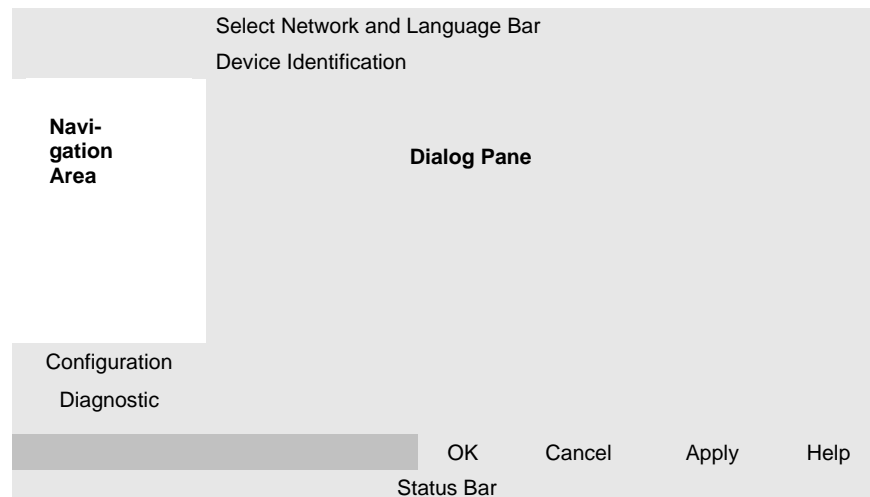 Select Network and Language Bar
Device Identification
Navi-
gation
Area
Dialog Pane
Configuration
Diagnostic
OK Cancel Apply Help
Status Bar